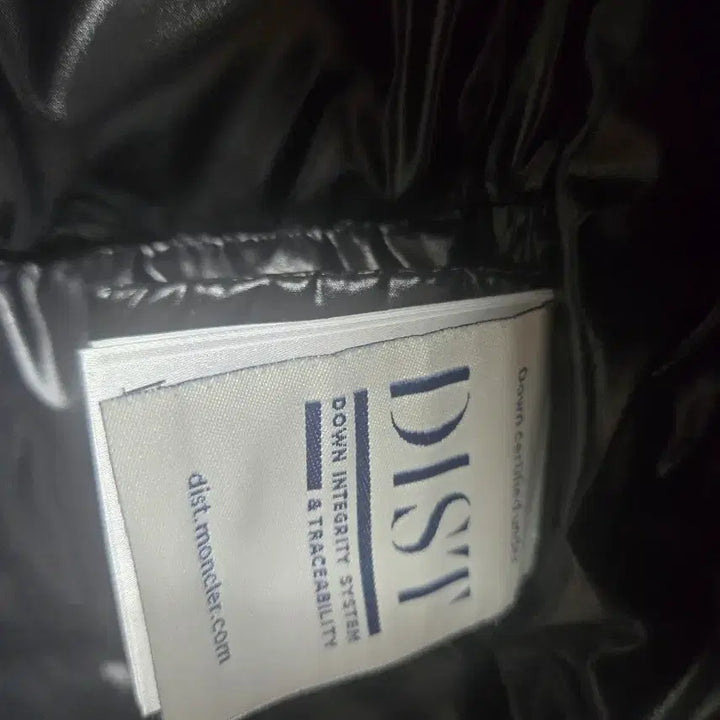 Down certified under
DIST
DOWN INTEGRITY SYSTEM
& TRACEABILITY
dist.moncler.com